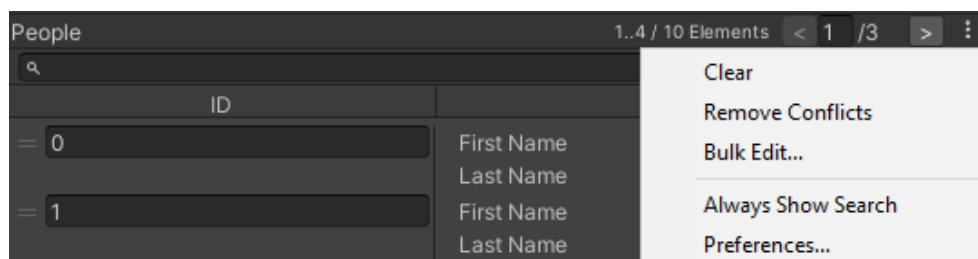 People 1..4 / 10 Elements < 1 /3 > ⋮
Clear
ID
Remove Conflicts
0 First Name
Bulk Edit...
Last Name
1 First Name
Always Show Search
Last Name
Preferences...